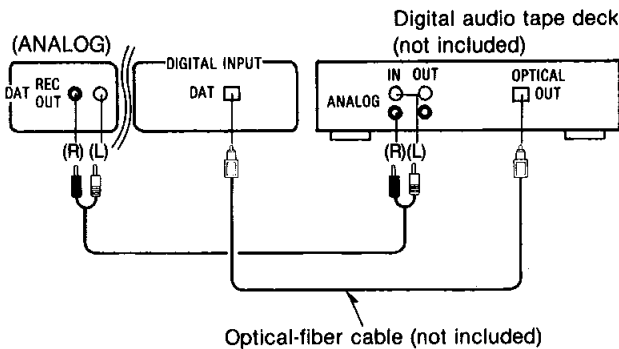 Digital audio tape deck
(not included)
(ANALOG)
DAT REC OUT
(R) (L)
DIGITAL INPUT
DAT
ANALOG
IN OUT
OPTICAL
OUT
(R)(L)
Optical-fiber cable (not included)